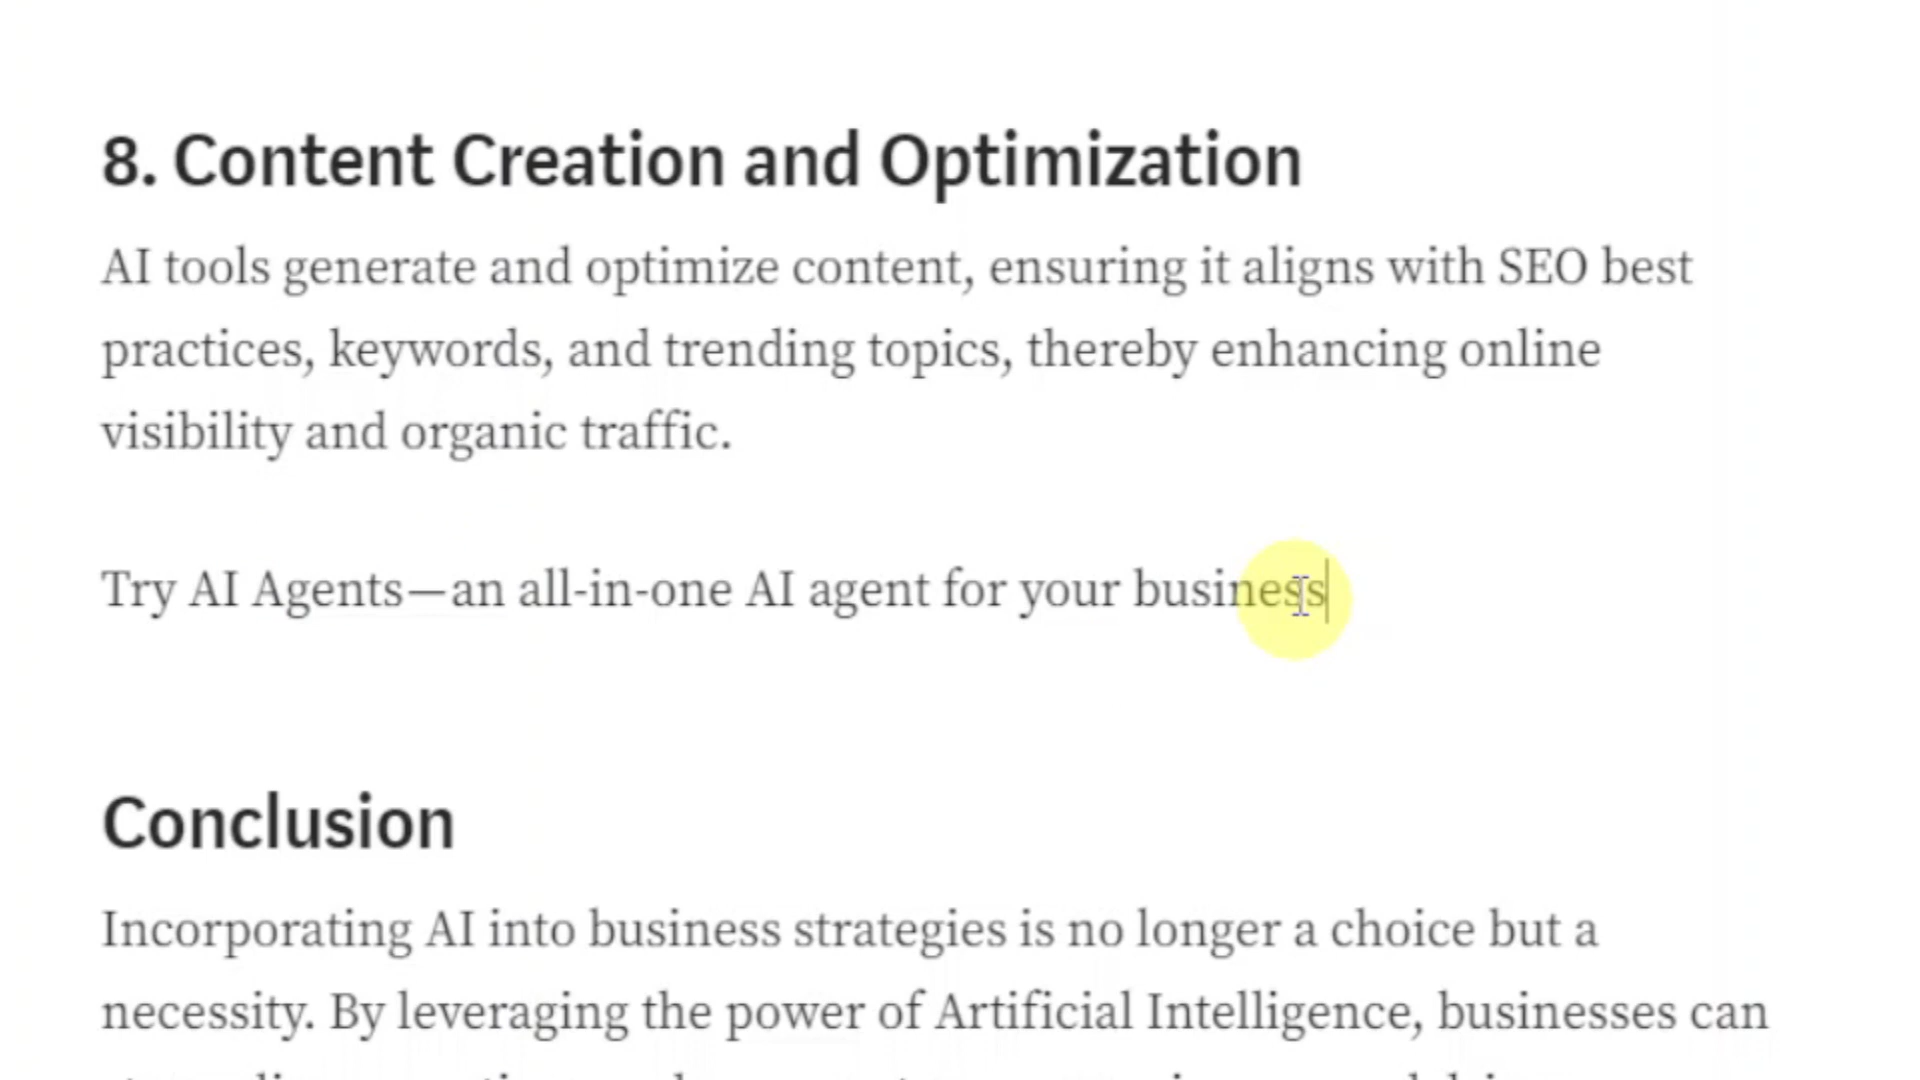 8. Content Creation and Optimization
AI tools generate and optimize content, ensuring it aligns with SEO best
practices, keywords, and trending topics, thereby enhancing online
visibility and organic traffic.
Try AI Agents—an all-in-one AI agent for your business
Conclusion
Incorporating AI into business strategies is no longer a choice but a
necessity. By leveraging the power of Artificial Intelligence, businesses can